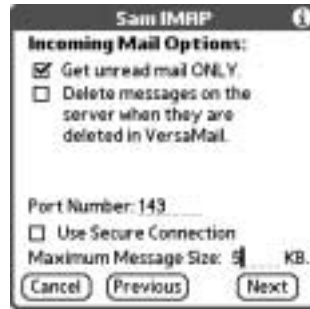 Sam IMAP
Incoming Mail Options:
Get unread mail ONLY.
Delete messages on the
server when they are
deleted in VersaMail.
Port Number: 143
Use Secure Connection
Maximum Message Size: 5 KB.
Cancel Previous Next